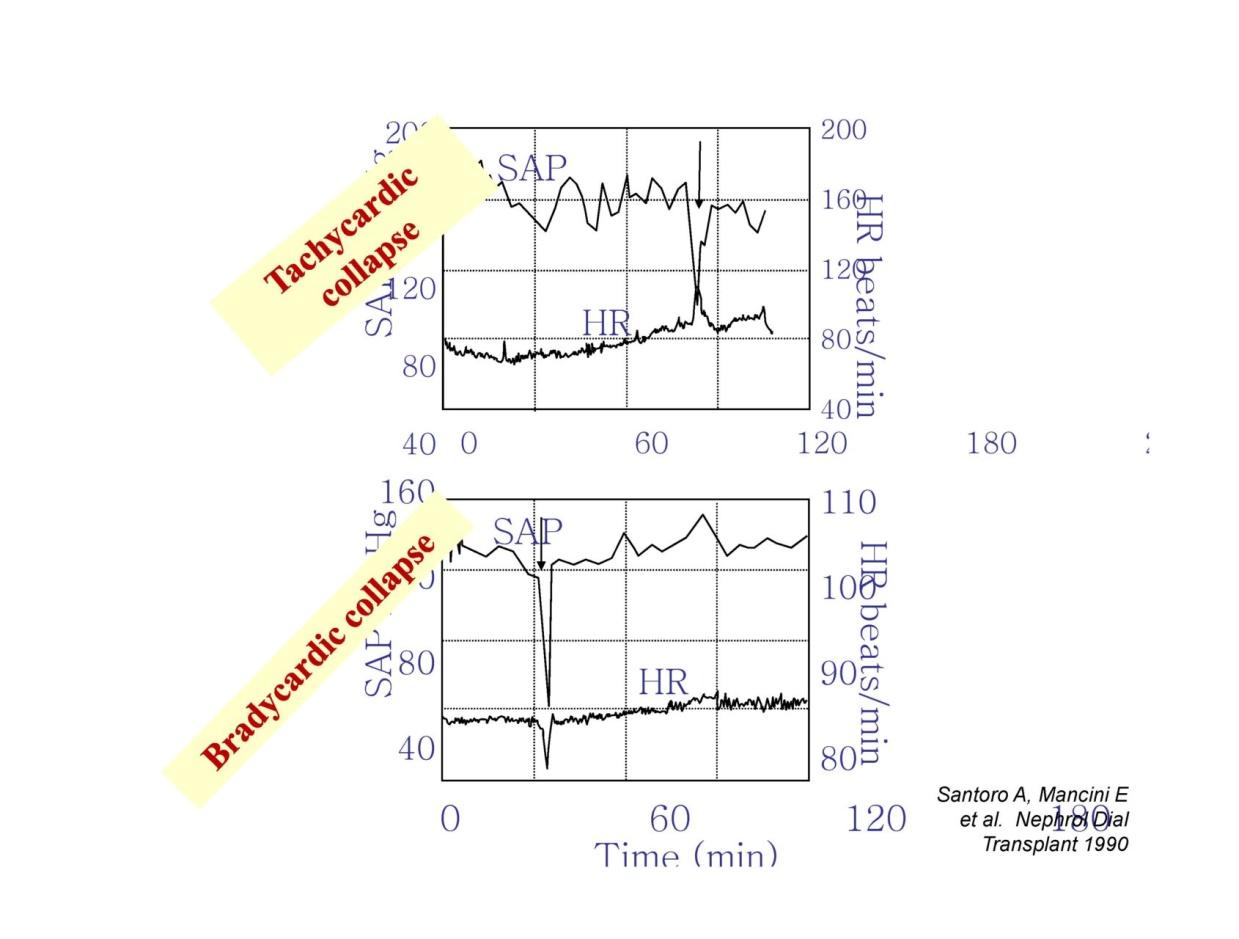 Tachycardic
collapse
SAP
HR
200
160
120
80
40
HR beats/min
120
80
40
0
60
120
180
Bradycardic collapse
160
80
40
Hg
SAP
SAP
HR
110
100
90
80
HR beats/min
0
60
120
180
Time (min)
Santoro A, Mancini E
et al. Nephrol Dial
Transplant 1990